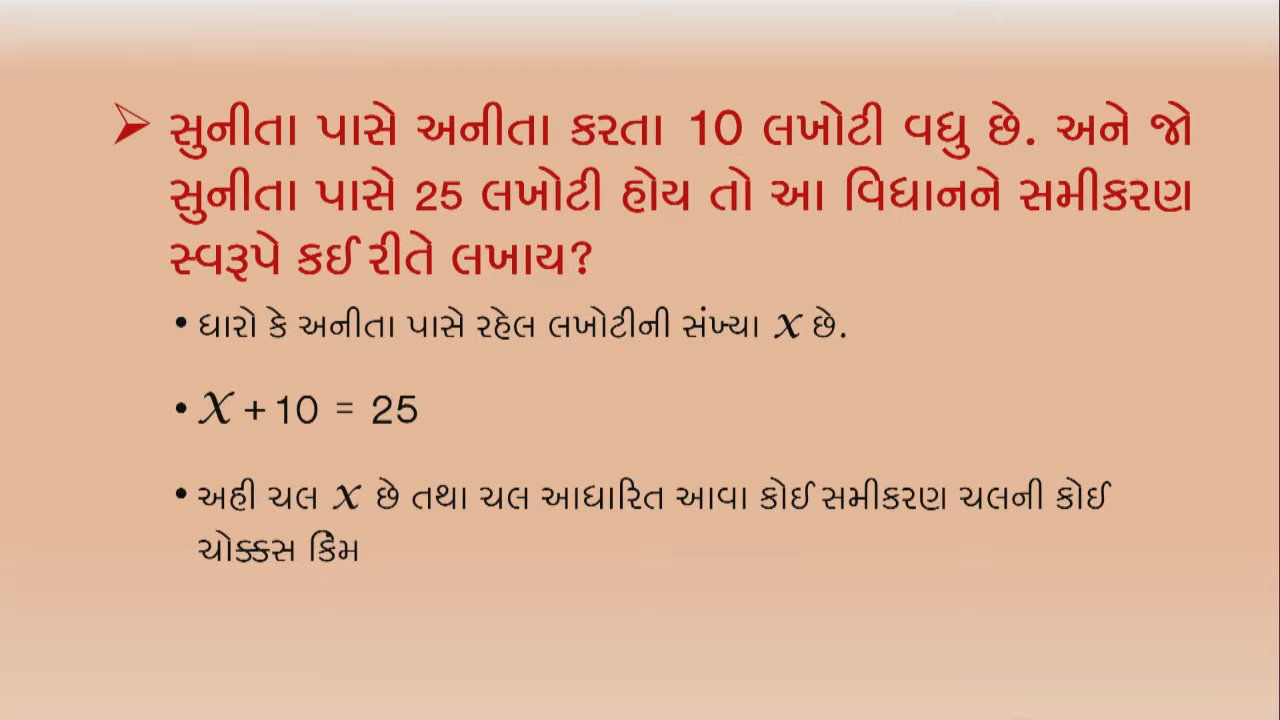 ➢ સુનીતા પાસે અનીતા કરતા 10 લખોટી વધુ છે. અને જો
સુનીતા પાસે 25 લખોટી હોય તો આ વિધાનને સમીકરણ
સ્વરૂપે કઈ રીતે લખાય?
• ધારો કે અનીતા પાસે રહેલ લખોટીની સંખ્યા x છે.
• x + 10 = 25
• અહી ચલ x છે તથા ચલ આધારિત આવા કોઈ સમીકરણ ચલની કોઈ
ચોક્કસ કિંમ